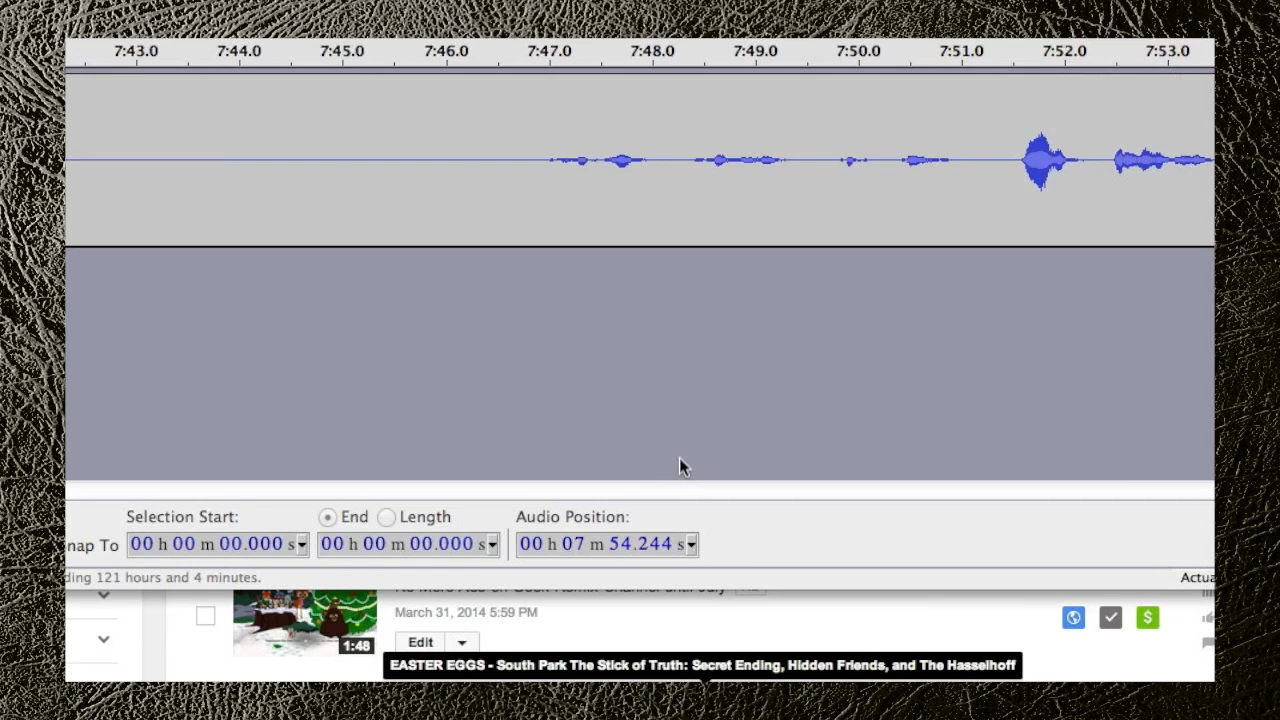 7:43.0 7:44.0 7:45.0 7:46.0 7:47.0 7:48.0 7:49.0 7:50.0 7:51.0 7:52.0 7:53.0
Selection Start: End Length Audio Position:
nap To 00 h 00 m 00.000 s 00 h 00 m 00.000 s 00 h 07 m 54.244 s
ding 121 hours and 4 minutes. Actua
until July
March 31, 2014 5:59 PM
1:48 Edit $
EASTER EGGS - South Park The Stick of Truth: Secret Ending, Hidden Friends, and The Hasselhoff